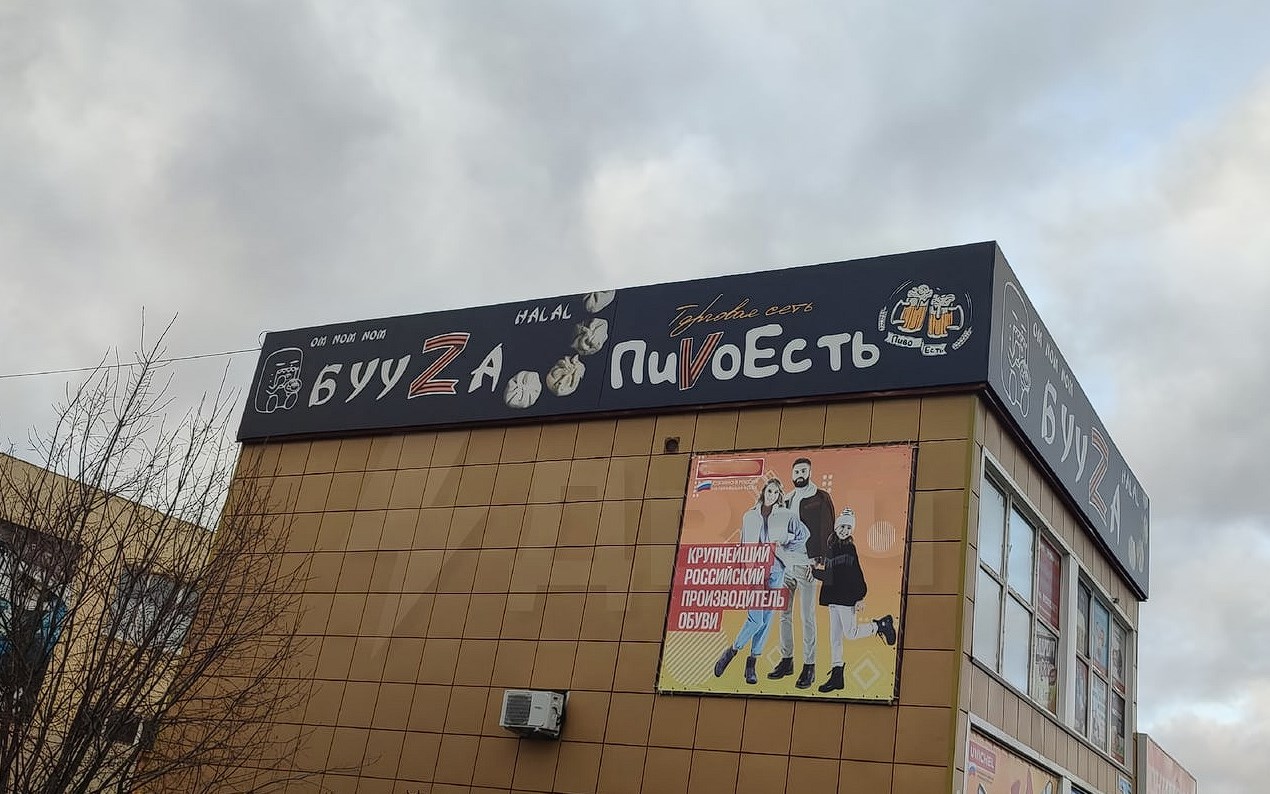 OM NOM NOM
БУУZА
HALAL
Торговая сеть
ПиVоЕсть
Пиво
Есть
OM NOM NOM
БУУZА
HALAL
КРУПНЕЙШИЙ
РОССИЙСКИЙ
ПРОИЗВОДИТЕЛЬ
ОБУВИ
UNICHEL